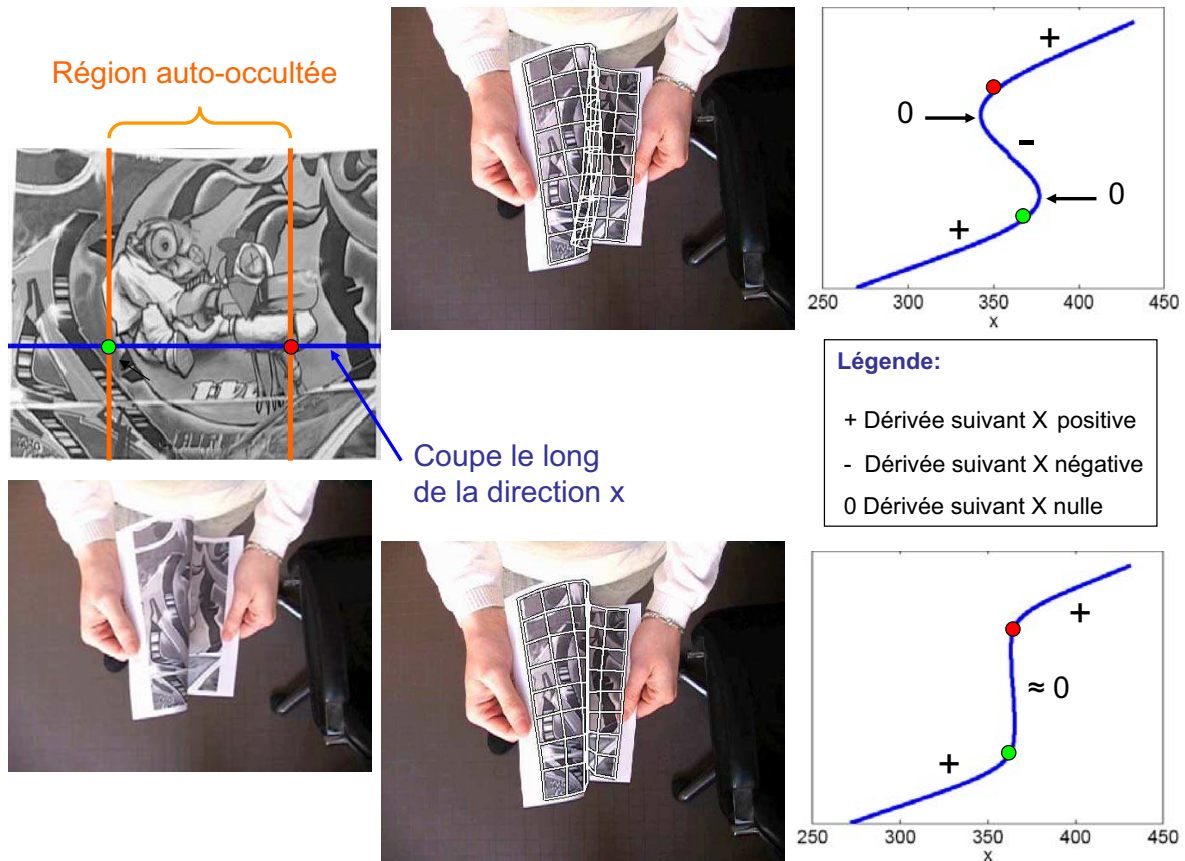 Région auto-occultée
Coupe le long
de la direction x
+
0
-
0
+
250 300 350 400 450
x
Légende:
+ Dérivée suivant X positive
- Dérivée suivant X négative
0 Dérivée suivant X nulle
+
≈ 0
+
250 300 350 400 450
x